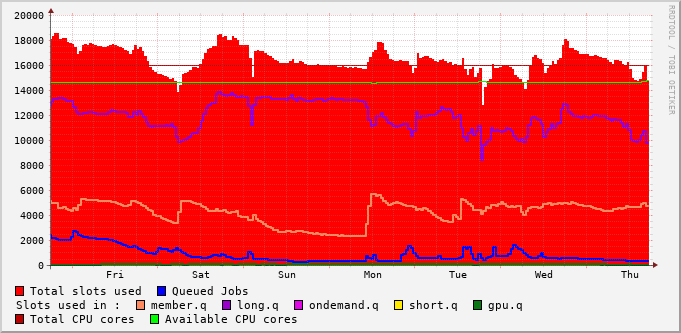 20000
18000
16000
14000
12000
10000
8000
6000
4000
2000
0
Fri Sat Sun Mon Tue Wed Thu
RRDTOOL / TOBI OETIKER
Total slots used Queued Jobs
Slots used in : member.q long.q ondemand.q short.q gpu.q
Total CPU cores Available CPU cores